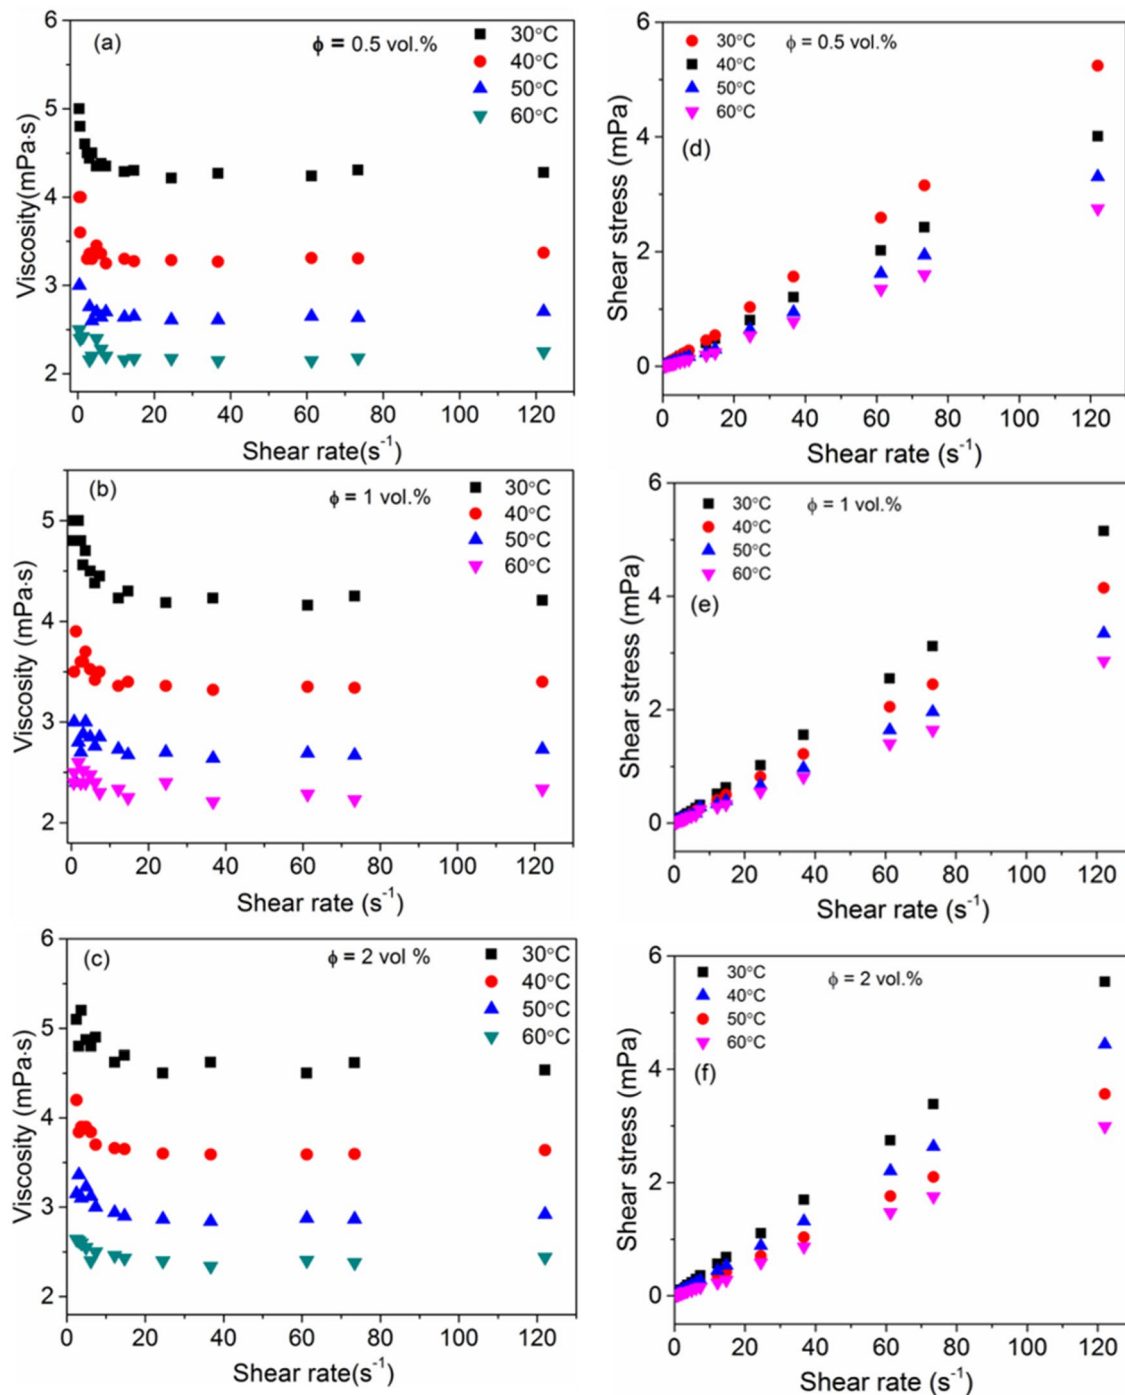 (a)
ϕ = 0.5 vol.%
30°C
40°C
50°C
60°C
6
5
4
3
2
0 20 40 60 80 100 120
Viscosity(mPa·s)
Shear rate(s⁻¹)
(d)
ϕ = 0.5 vol.%
30°C
40°C
50°C
60°C
6
4
2
0
0 20 40 60 80 100 120
Shear stress (mPa)
Shear rate (s⁻¹)
(b)
ϕ = 1 vol.%
30°C
40°C
50°C
60°C
5
4
3
2
0 20 40 60 80 100 120
Viscosity (mPa·s)
Shear rate (s⁻¹)
(e)
ϕ = 1 vol.%
30°C
40°C
50°C
60°C
6
4
2
0
0 20 40 60 80 100 120
Shear stress (mPa)
Shear rate (s⁻¹)
(c)
ϕ = 2 vol %
30°C
40°C
50°C
60°C
6
5
4
3
2
0 20 40 60 80 100 120
Viscosity (mPa·s)
Shear rate(s⁻¹)
(f)
ϕ = 2 vol.%
30°C
40°C
50°C
60°C
6
4
2
0
0 20 40 60 80 100 120
Shear stress (mPa)
Shear rate (s⁻¹)